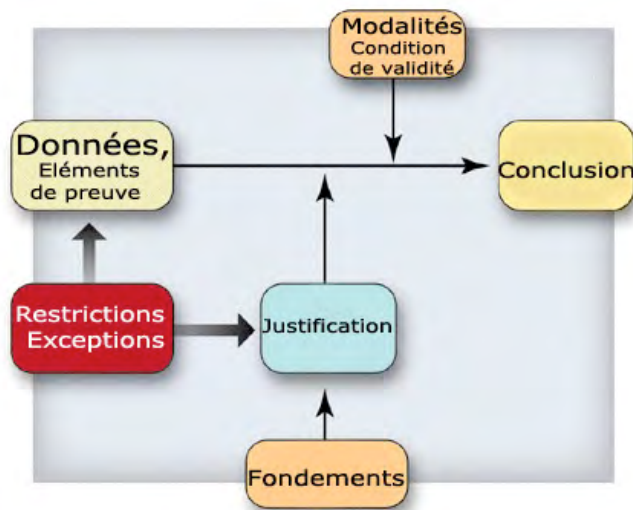 Modalités
Condition
de validité
Données,
Eléments
de preuve
Conclusion
Restrictions
Exceptions
Justification
Fondements